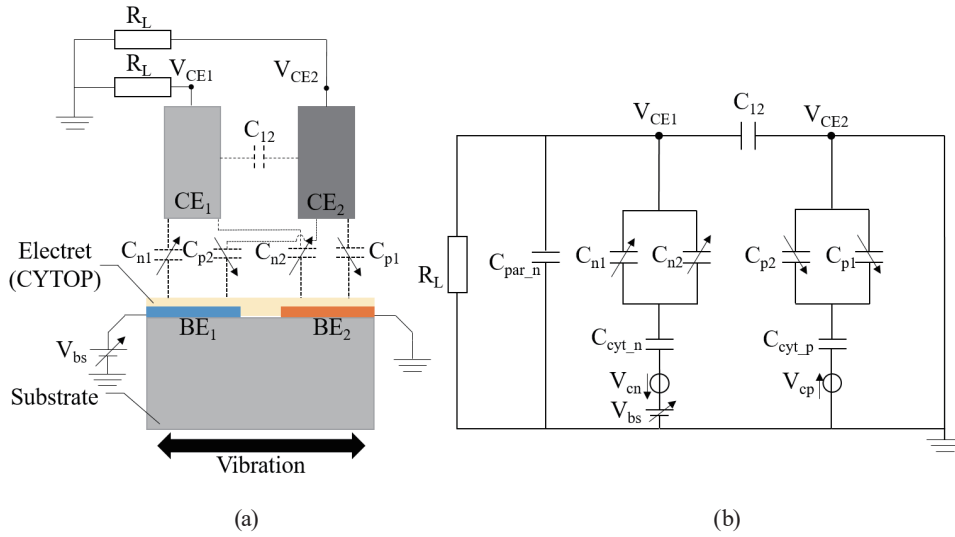 R_L
R_L
V_CE1
V_CE2
C_12
CE_1
CE_2
Electret
(CYTOP)
C_n1
C_p2
C_n2
C_p1
BE_1
BE_2
V_bs
Substrate
Vibration
(a)
V_CE1
C_12
V_CE2
R_L
C_par_n
C_n1
C_n2
C_p2
C_p1
C_cyt_n
C_cyt_p
V_cn
V_cp
V_bs
(b)